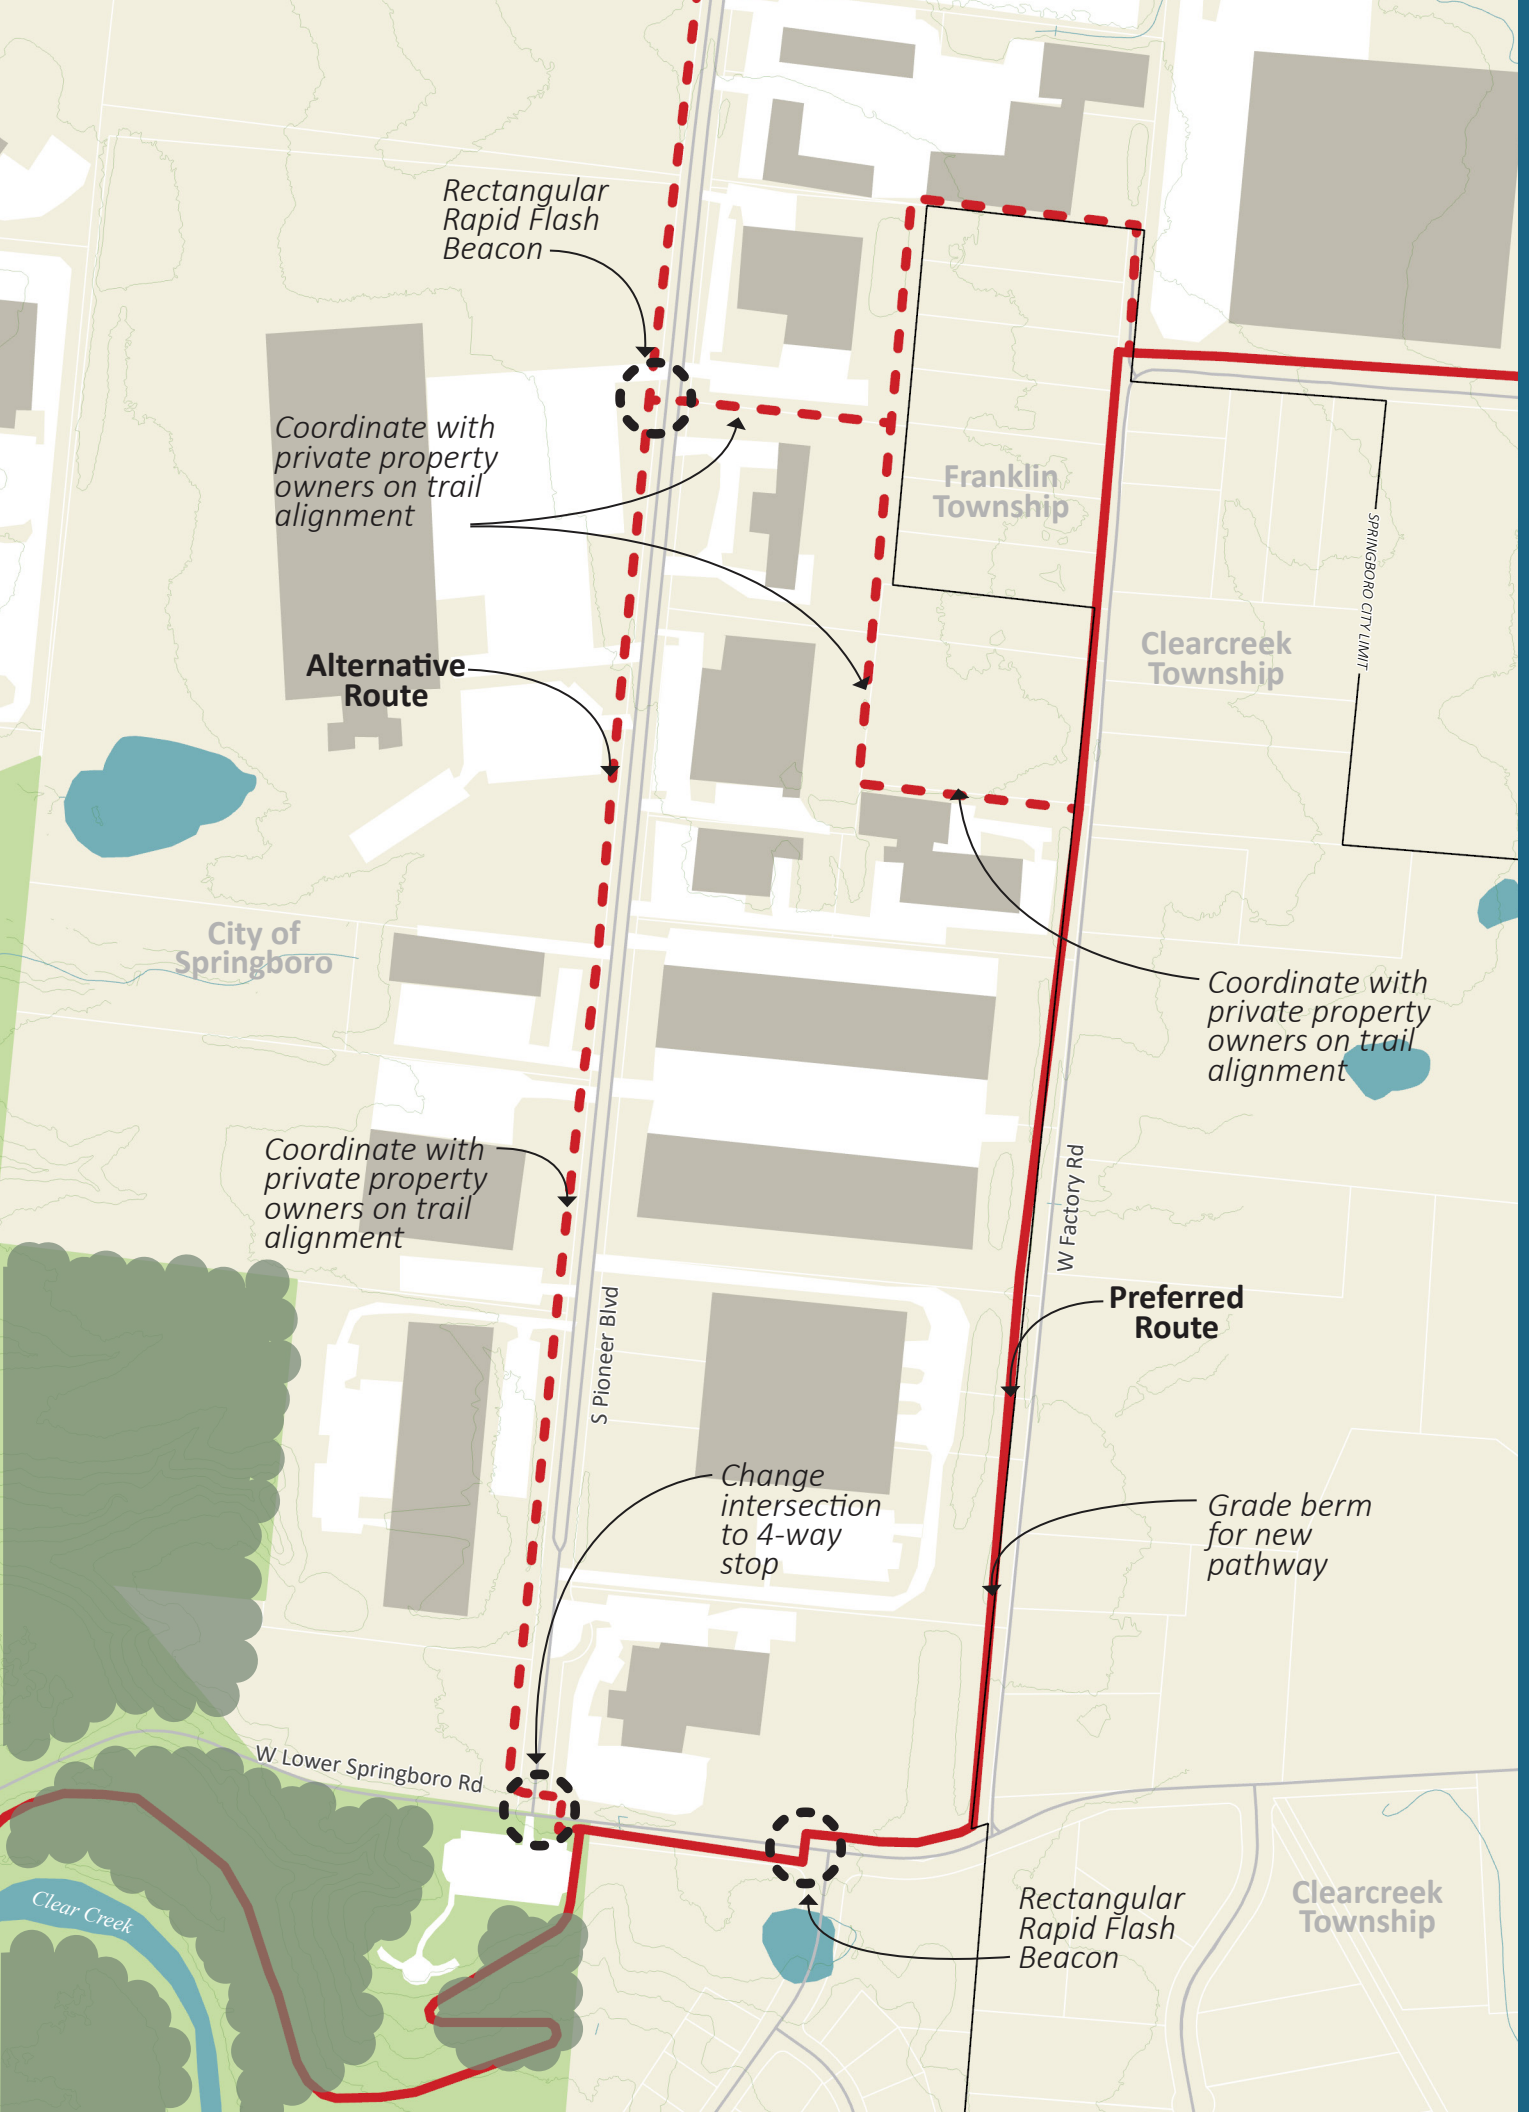 Rectangular
Rapid Flash
Beacon
Coordinate with
private property
owners on trail
alignment
Franklin
Township
SPRINGBORO CITY LIMIT
Clearcreek
Township
Alternative
Route
City of
Springboro
Coordinate with
private property
owners on trail
alignment
Coordinate with
private property
owners on trail
alignment
W Factory Rd
S Pioneer Blvd
Preferred
Route
Change
intersection
to 4-way
stop
Grade berm
for new
pathway
W Lower Springboro Rd
Clear Creek
Rectangular
Rapid Flash
Beacon
Clearcreek
Township